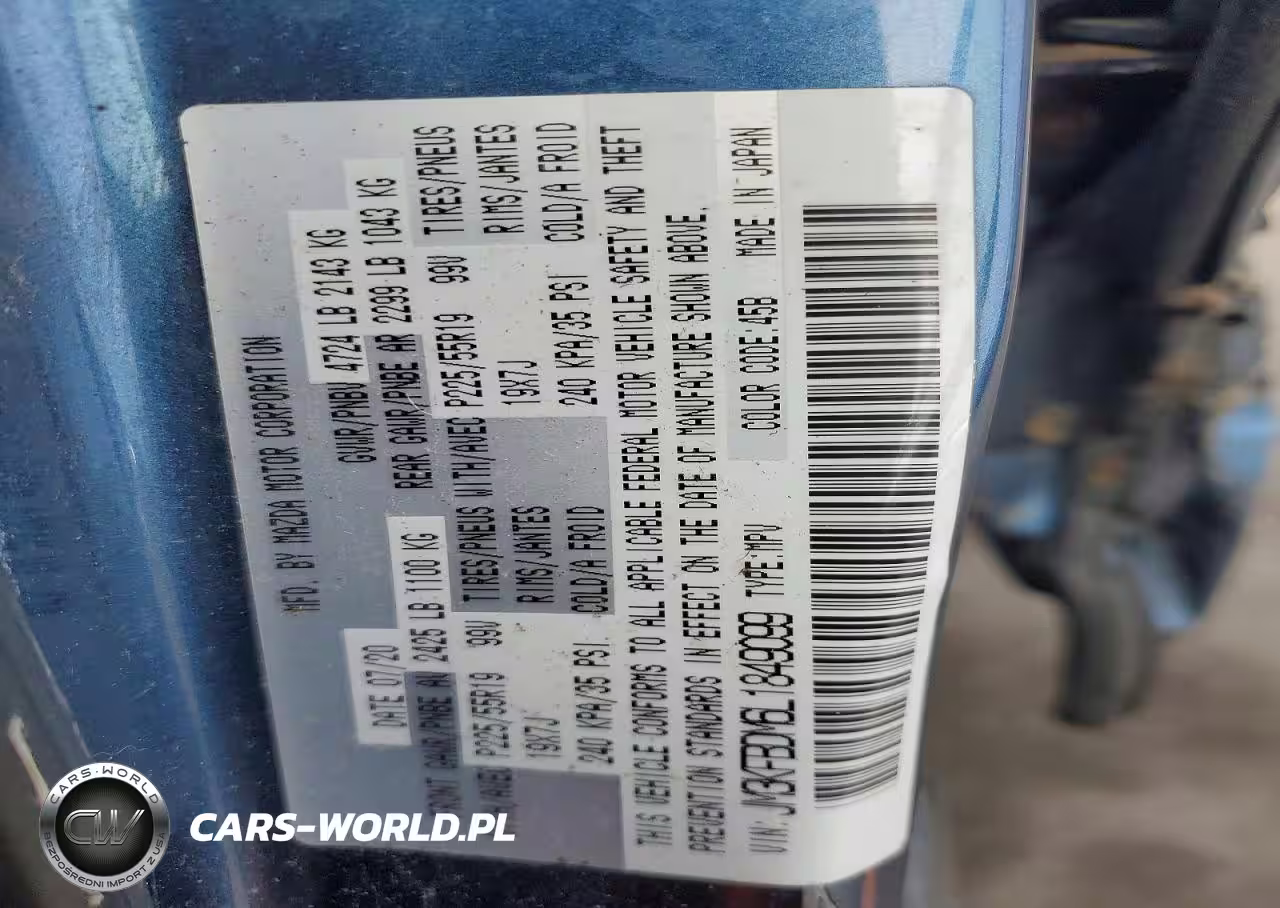 MFD. BY MAZDA MOTOR CORPORATION
DATE 07/20 GVWR/PNBV 4724 LB 2143 KG
2425 LB 1100 KG REAR GAWR/PNBE AR 2299 LB 1043 KG
P225/55R19 99V TIRES/PNEUS WITH/AVEC P225/55R19 99V TIRES/PNEUS
19X7J RIMS/JANTES 19X7J RIMS/JANTES
240 KPA/35 PSI. COLD/A FROID 240 KPA/35 PSI COLD/A FROID
THIS VEHICLE CONFORMS TO ALL APPLICABLE FEDERAL MOTOR VEHICLE SAFETY AND THEFT
PREVENTION STANDARDS IN EFFECT ON THE DATE OF MANUFACTURE SHOWN ABOVE.
VIN: JM3KFBDM6L1849099 TYPE:MPV COLOR CODE.45B MADE IN JAPAN
CARS-WORLD
CW
BEZPOŚREDNI IMPORT Z USA
CARS-WORLD.PL